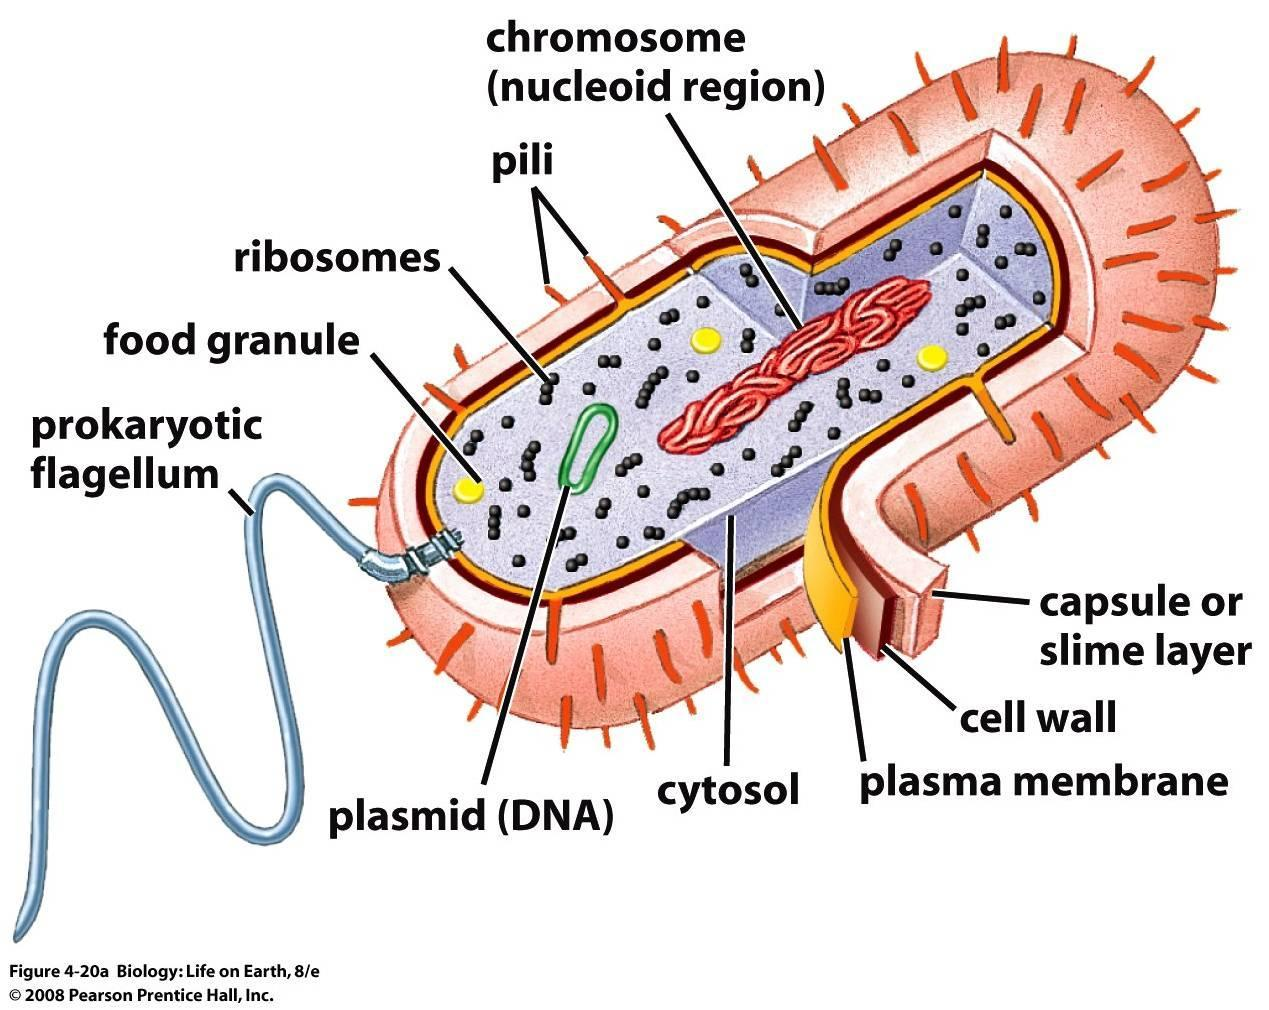 chromosome
(nucleoid region)
pili
ribosomes
food granule
prokaryotic
flagellum
capsule or
slime layer
cell wall
plasma membrane
cytosol
plasmid (DNA)
Figure 4-20a Biology: Life on Earth, 8/e
© 2008 Pearson Prentice Hall, Inc.